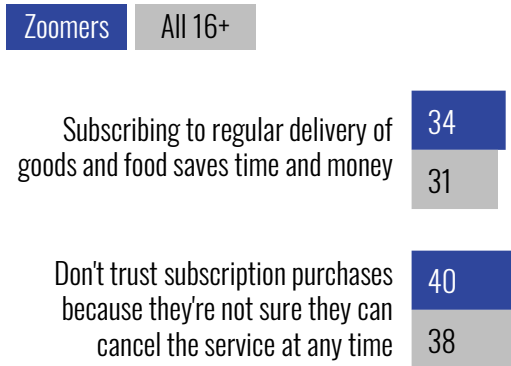 Zoomers All 16+
Subscribing to regular delivery of
goods and food saves time and money
34
31
Don't trust subscription purchases
because they're not sure they can
cancel the service at any time
40
38